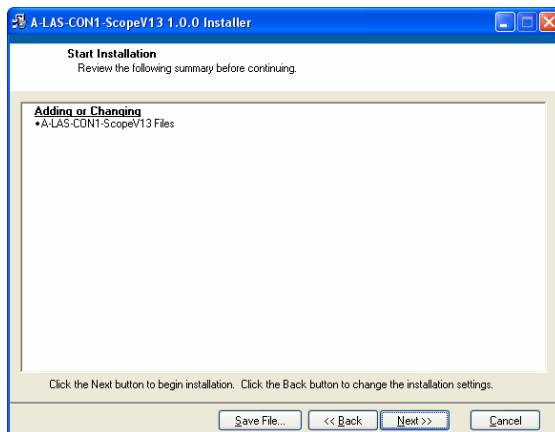 A-LAS-CON1-ScopeV13 1.0.0 Installer
Start Installation
Review the following summary before continuing.
Adding or Changing
•A-LAS-CON1-ScopeV13 Files
Click the Next button to begin installation. Click the Back button to change the installation settings.
Save File... << Back Next >> Cancel